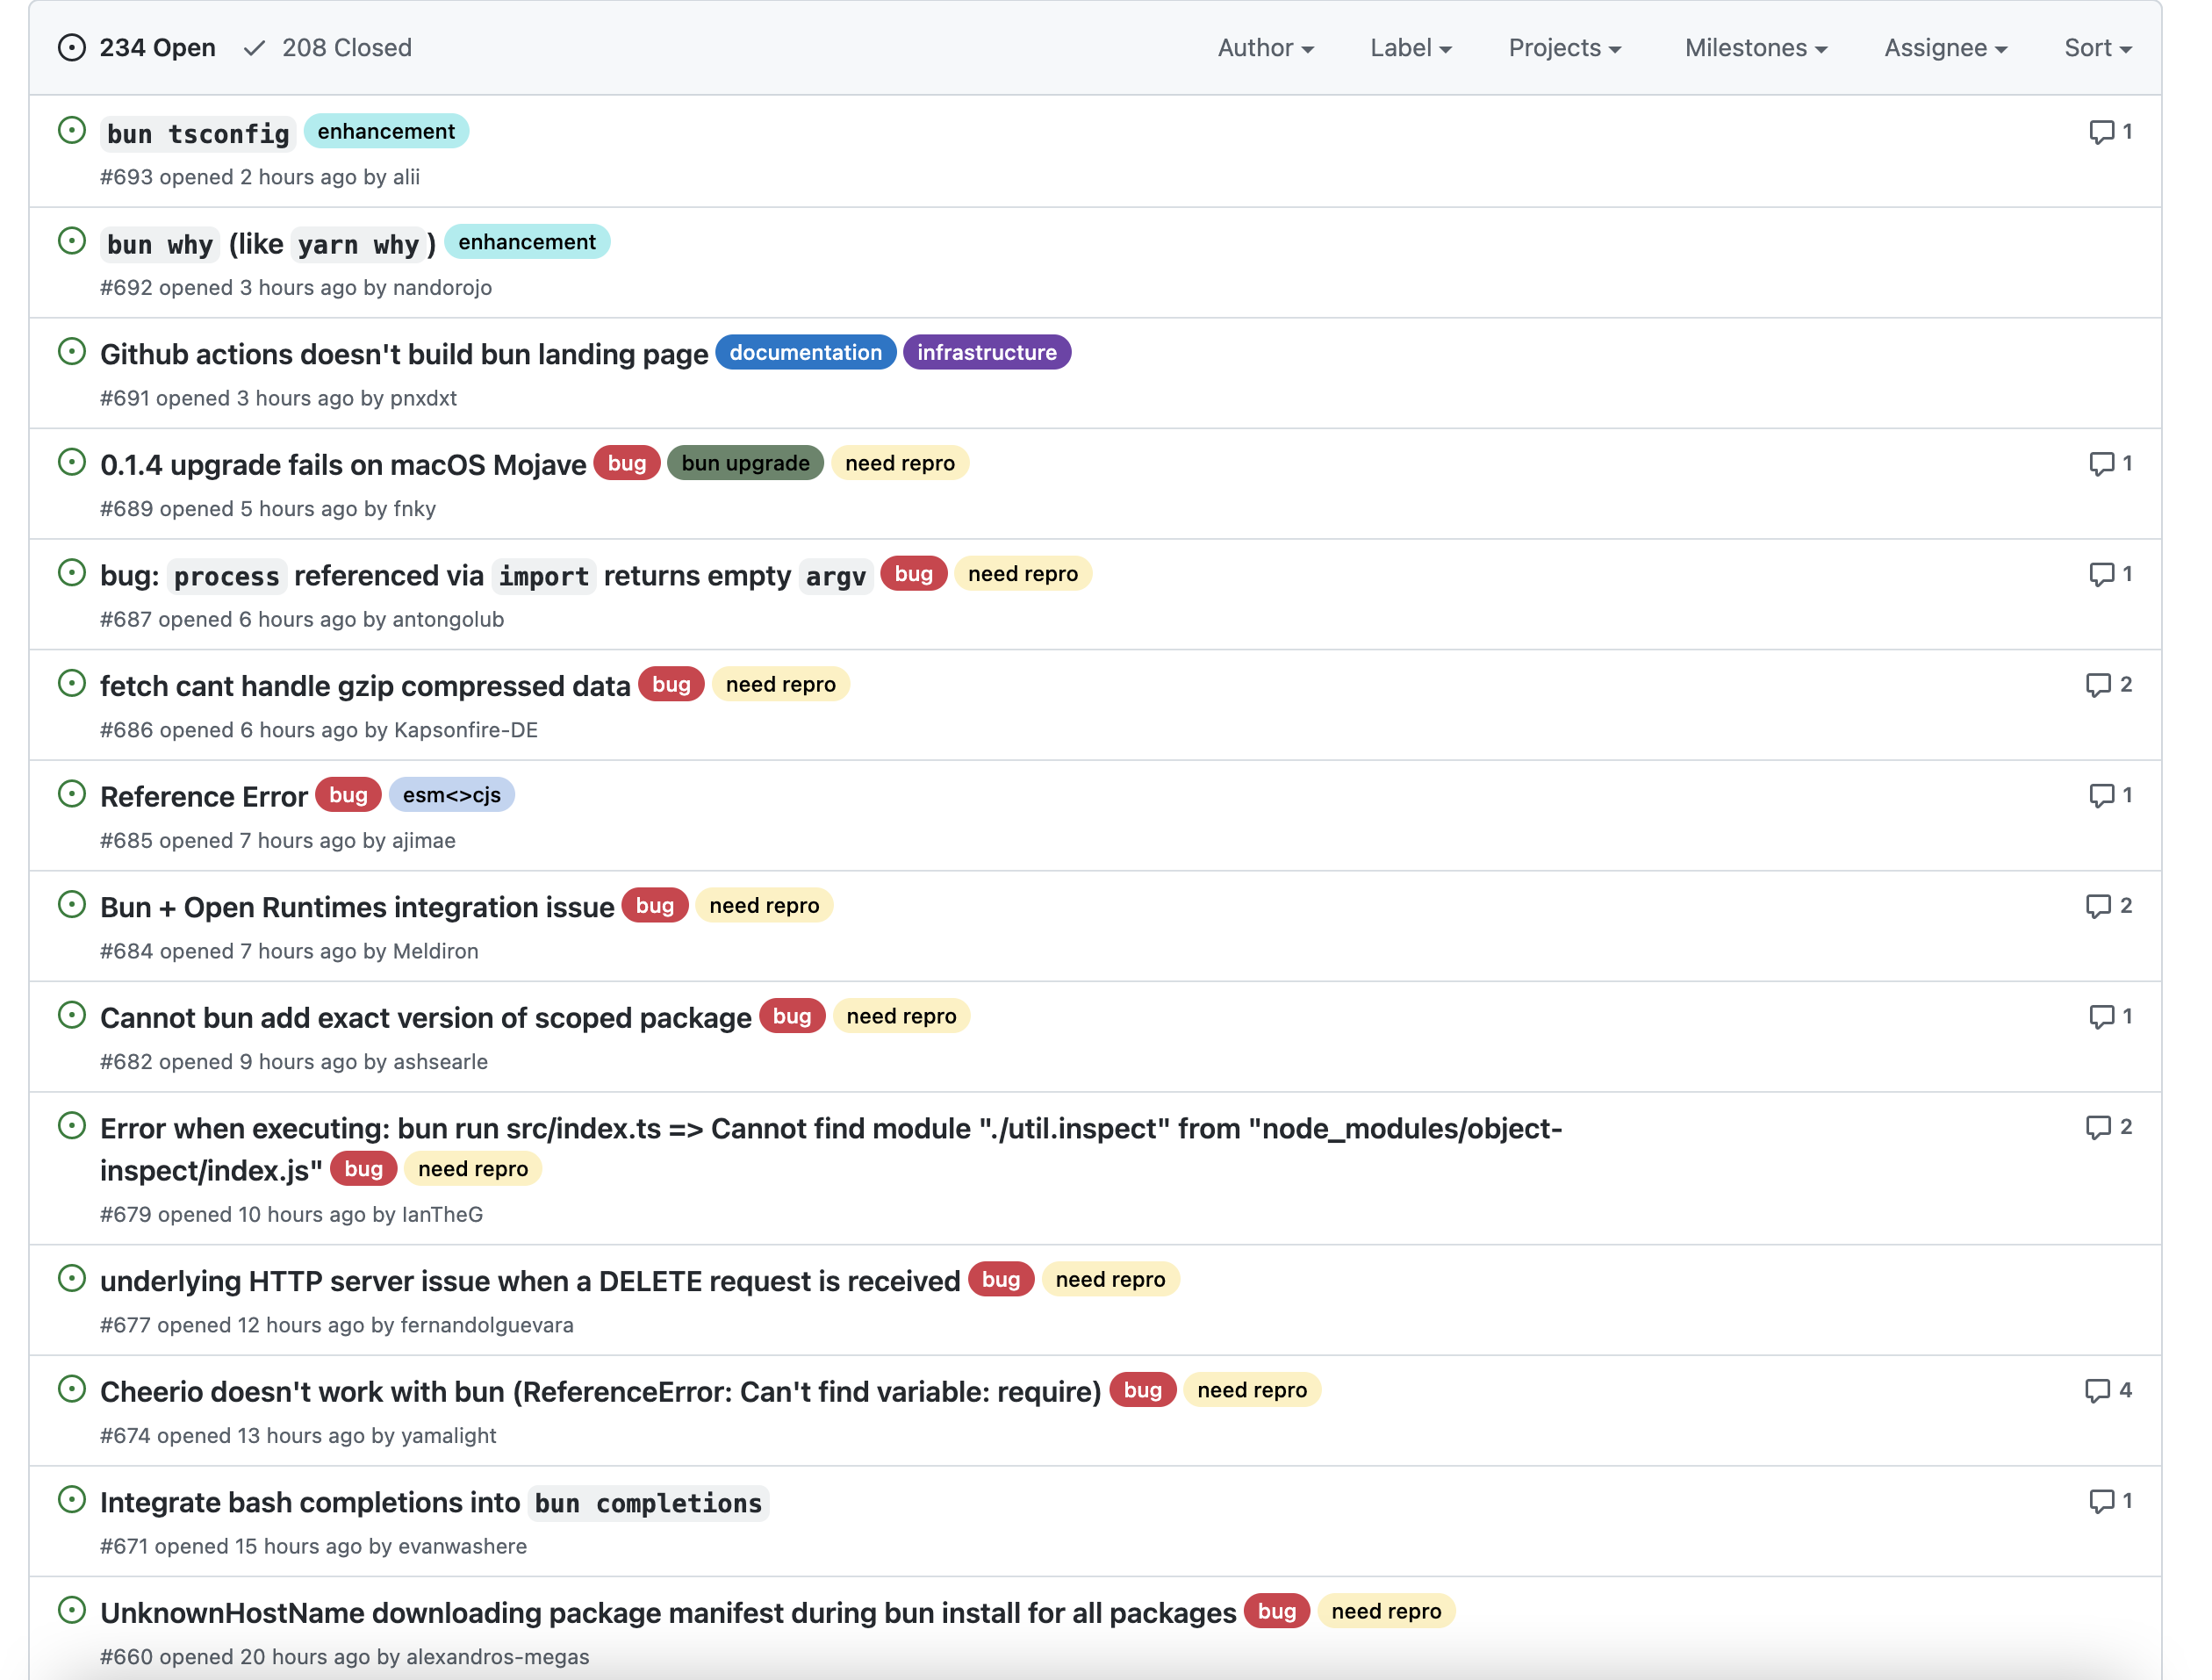 234 Open 208 Closed Author Label Projects Milestones Assignee Sort
bun tsconfig enhancement 1
#693 opened 2 hours ago by alii
bun why (like yarn why) enhancement
#692 opened 3 hours ago by nandorojo
Github actions doesn't build bun landing page documentation infrastructure
#691 opened 3 hours ago by pnxdxt
0.1.4 upgrade fails on macOS Mojave bug bun upgrade need repro 1
#689 opened 5 hours ago by fnky
bug: process referenced via import returns empty argv bug need repro 1
#687 opened 6 hours ago by antongolub
fetch cant handle gzip compressed data bug need repro 2
#686 opened 6 hours ago by Kapsonfire-DE
Reference Error bug esm<>cjs 1
#685 opened 7 hours ago by ajimae
Bun + Open Runtimes integration issue bug need repro 2
#684 opened 7 hours ago by Meldiron
Cannot bun add exact version of scoped package bug need repro 1
#682 opened 9 hours ago by ashsearle
Error when executing: bun run src/index.ts => Cannot find module "./util.inspect" from "node_modules/object- 2
inspect/index.js" bug need repro
#679 opened 10 hours ago by IanTheG
underlying HTTP server issue when a DELETE request is received bug need repro
#677 opened 12 hours ago by fernandolguevara
Cheerio doesn't work with bun (ReferenceError: Can't find variable: require) bug need repro 4
#674 opened 13 hours ago by yamalight
Integrate bash completions into bun completions 1
#671 opened 15 hours ago by evanwashere
UnknownHostName downloading package manifest during bun install for all packages bug need repro
#660 opened 20 hours ago by alexandros-megas